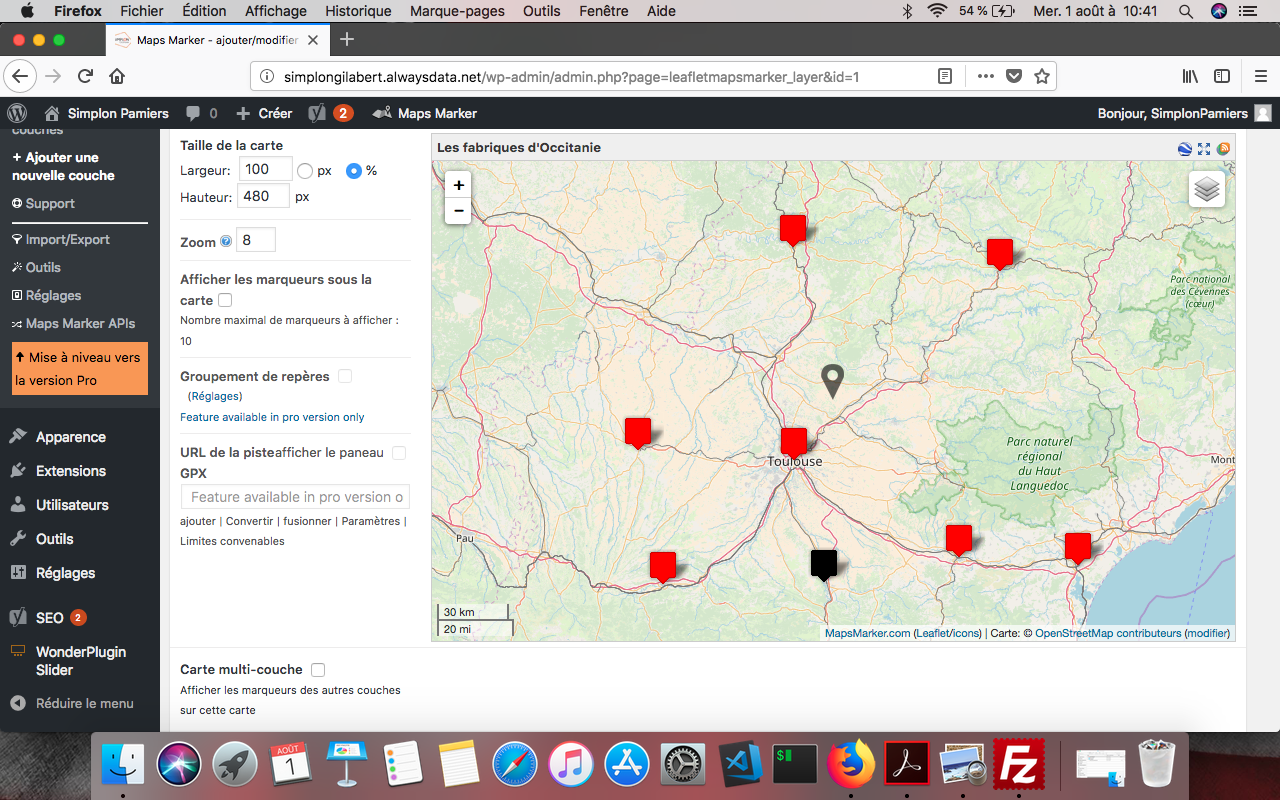 Firefox Fichier Édition Affichage Historique Marque-pages Outils Fenêtre Aide 54 % Mer. 1 août à 10:41
Maps Marker - ajouter/modifier
simplongilabert.alwaysdata.net/wp-admin/admin.php?page=leafletmapsmarker_layer&id=1
Simplon Pamiers 0 Créer 2 Maps Marker Bonjour, SimplonPamiers
couches
+ Ajouter une
nouvelle couche
Support
Import/Export
Outils
Réglages
Maps Marker APIs
Mise à niveau vers
la version Pro
Apparence
Extensions
Utilisateurs
Outils
Réglages
SEO 2
WonderPlugin
Slider
Réduire le menu
Taille de la carte
Largeur: 100 px %
Hauteur: 480 px
Zoom ? 8
Afficher les marqueurs sous la
carte
Nombre maximal de marqueurs à afficher :
10
Groupement de repères
(Réglages)
Feature available in pro version only
URL de la pisteafficher le paneau
GPX
Feature available in pro version o
ajouter | Convertir | fusionner | Paramètres |
Limites convenables
Carte multi-couche
Afficher les marqueurs des autres couches
sur cette carte
Les fabriques d'Occitanie
+
−
Parc national
des Cévennes
(cœur)
Toulouse
Parc naturel
régional
du Haut
Languedoc
Mont
Pau
30 km
20 mi
MapsMarker.com (Leaflet/icons) | Carte: © OpenStreetMap contributeurs (modifier)
AOÛT
1
$
Fz